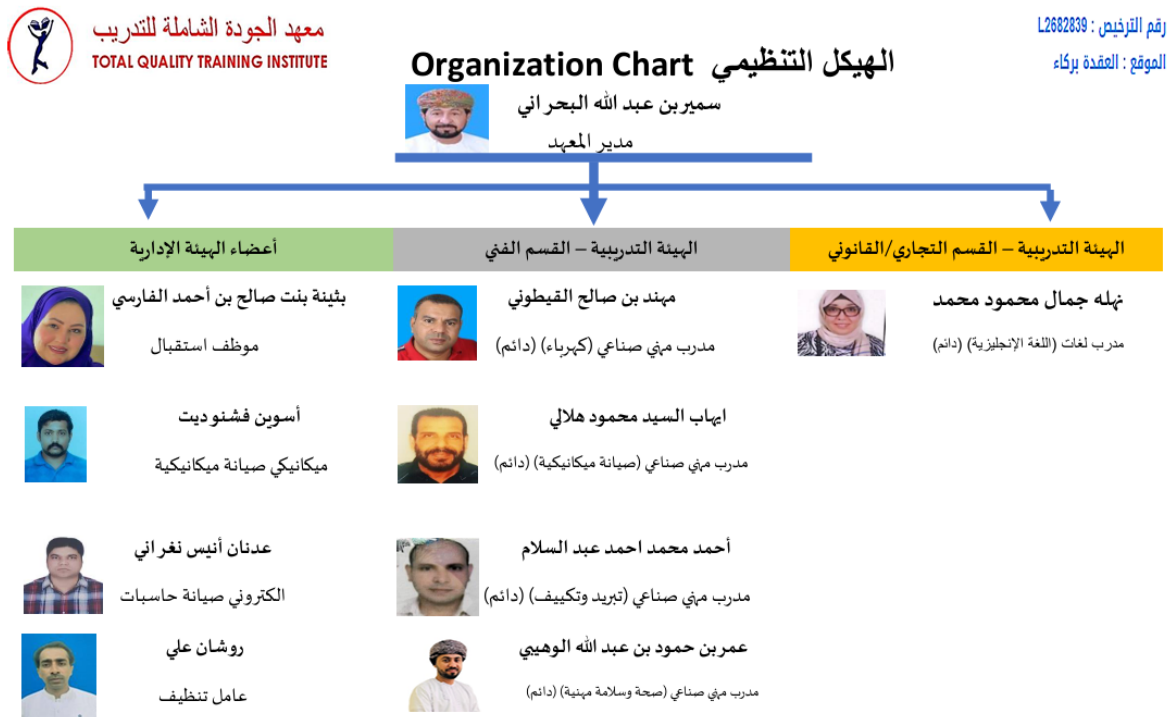 معهد الجودة الشاملة للتدريب
TOTAL QUALITY TRAINING INSTITUTE
رقم الترخيص : L2682839
الموقع : العقدة بركاء
الهيكل التنظيمي Organization Chart
سمير بن عبد الله البحراني
مدير المعهد
الهيئة التدريبية – القسم التجاري/القانوني
نهله جمال محمود محمد
مدرب لغات (اللغة الإنجليزية) (دائم)
الهيئة التدريبية – القسم الفني
مهند بن صالح القيطوني
مدرب مهني صناعي (كهرباء) (دائم)
ايهاب السيد محمود هلالي
مدرب مهني صناعي (صيانة ميكانيكية) (دائم)
أحمد محمد احمد عبد السلام
مدرب مهني صناعي (تبريد وتكييف) (دائم)
عمر بن حمود بن عبد الله الوهيبي
مدرب مهني صناعي (صحة وسلامة مهنية) (دائم)
أعضاء الهيئة الإدارية
بثينة بنت صالح بن أحمد الفارسي
موظف استقبال
أسوين فشنو ديت
ميكانيكي صيانة ميكانيكية
عدنان أنيس نغراني
الكتروني صيانة حاسبات
روشان علي
عامل تنظيف